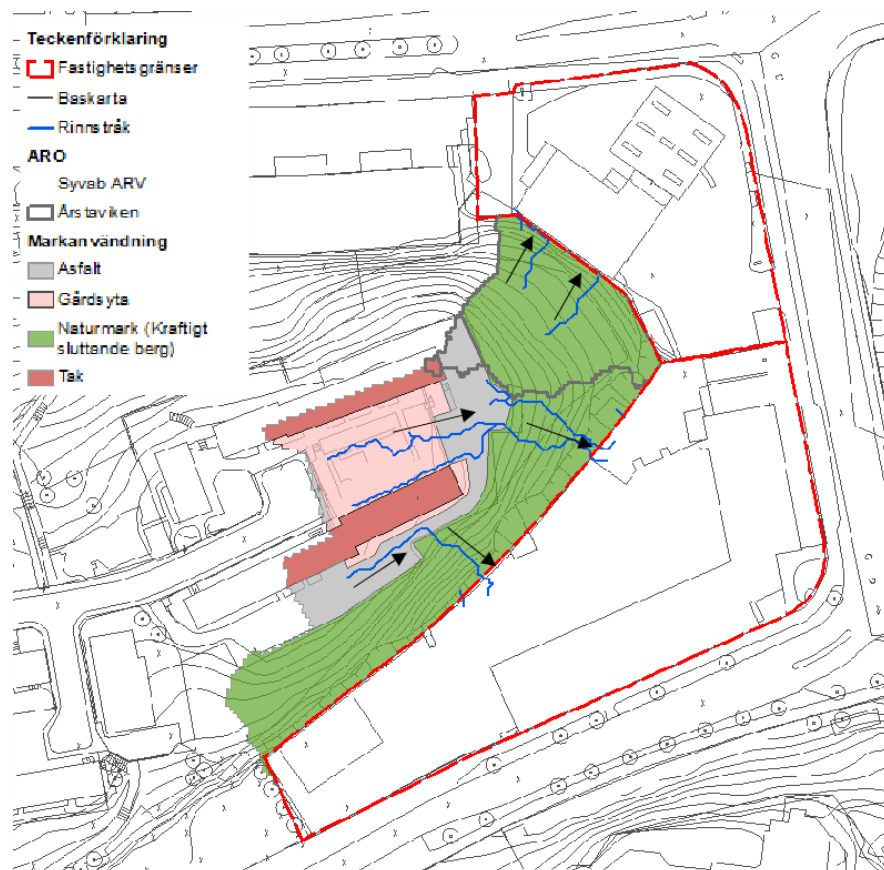 Teckenförklaring
Fastighetsgränser
Baskarta
Rinnstråk
ARO
Syvab ARV
Årstaviken
Markanvändning
Asfalt
Gårdsyta
Naturmark (Kraftigt
sluttande berg)
Tak